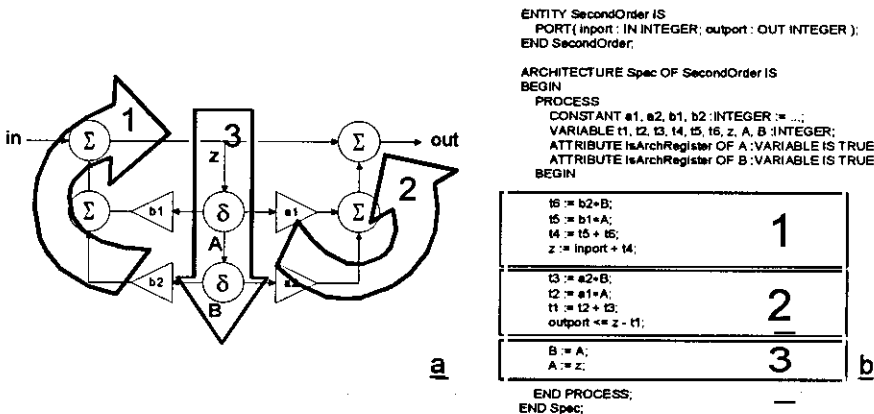 1
3
2
in
Σ
Σ
out
z
Σ
b1
δ
a1
Σ
A
b2
δ
a2
B
a
ENTITY SecondOrder IS
PORT( inport : IN INTEGER; outport : OUT INTEGER );
END SecondOrder;
ARCHITECTURE Spec OF SecondOrder IS
BEGIN
PROCESS
CONSTANT a1, a2, b1, b2 :INTEGER := ...;
VARIABLE t1, t2, t3, t4, t5, t6, z, A, B :INTEGER;
ATTRIBUTE IsArchRegister OF A :VARIABLE IS TRUE
ATTRIBUTE IsArchRegister OF B :VARIABLE IS TRUE
BEGIN
t6 := b2*B;
t5 := b1*A;
t4 := t5 + t6;
z := inport + t4;
1
t3 := a2*B;
t2 := a1*A;
t1 := t2 + t3;
outport <= z - t1;
2
B := A;
A := z;
3
b
END PROCESS;
END Spec;